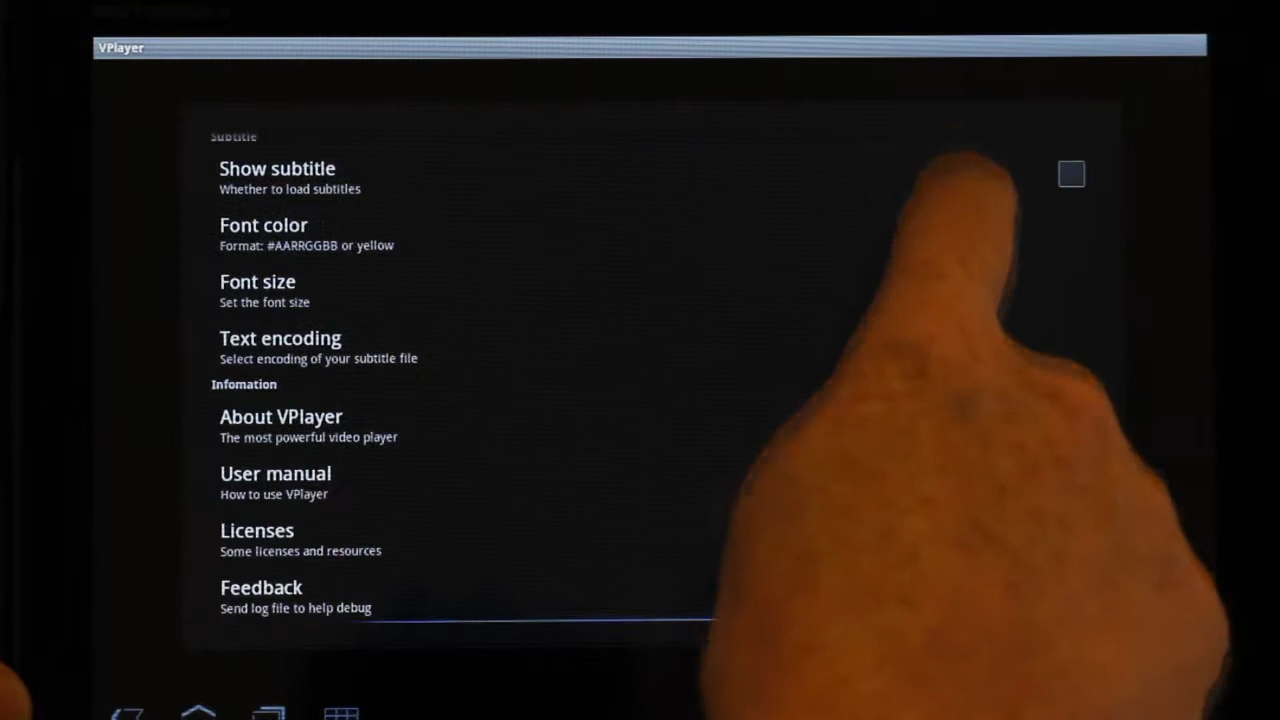 VPlayer
Subtitle
Show subtitle
Whether to load subtitles
Font color
Format: #AARRGGBB or yellow
Font size
Set the font size
Text encoding
Select encoding of your subtitle file
Infomation
About VPlayer
The most powerful video player
User manual
How to use VPlayer
Licenses
Some licenses and resources
Feedback
Send log file to help debug